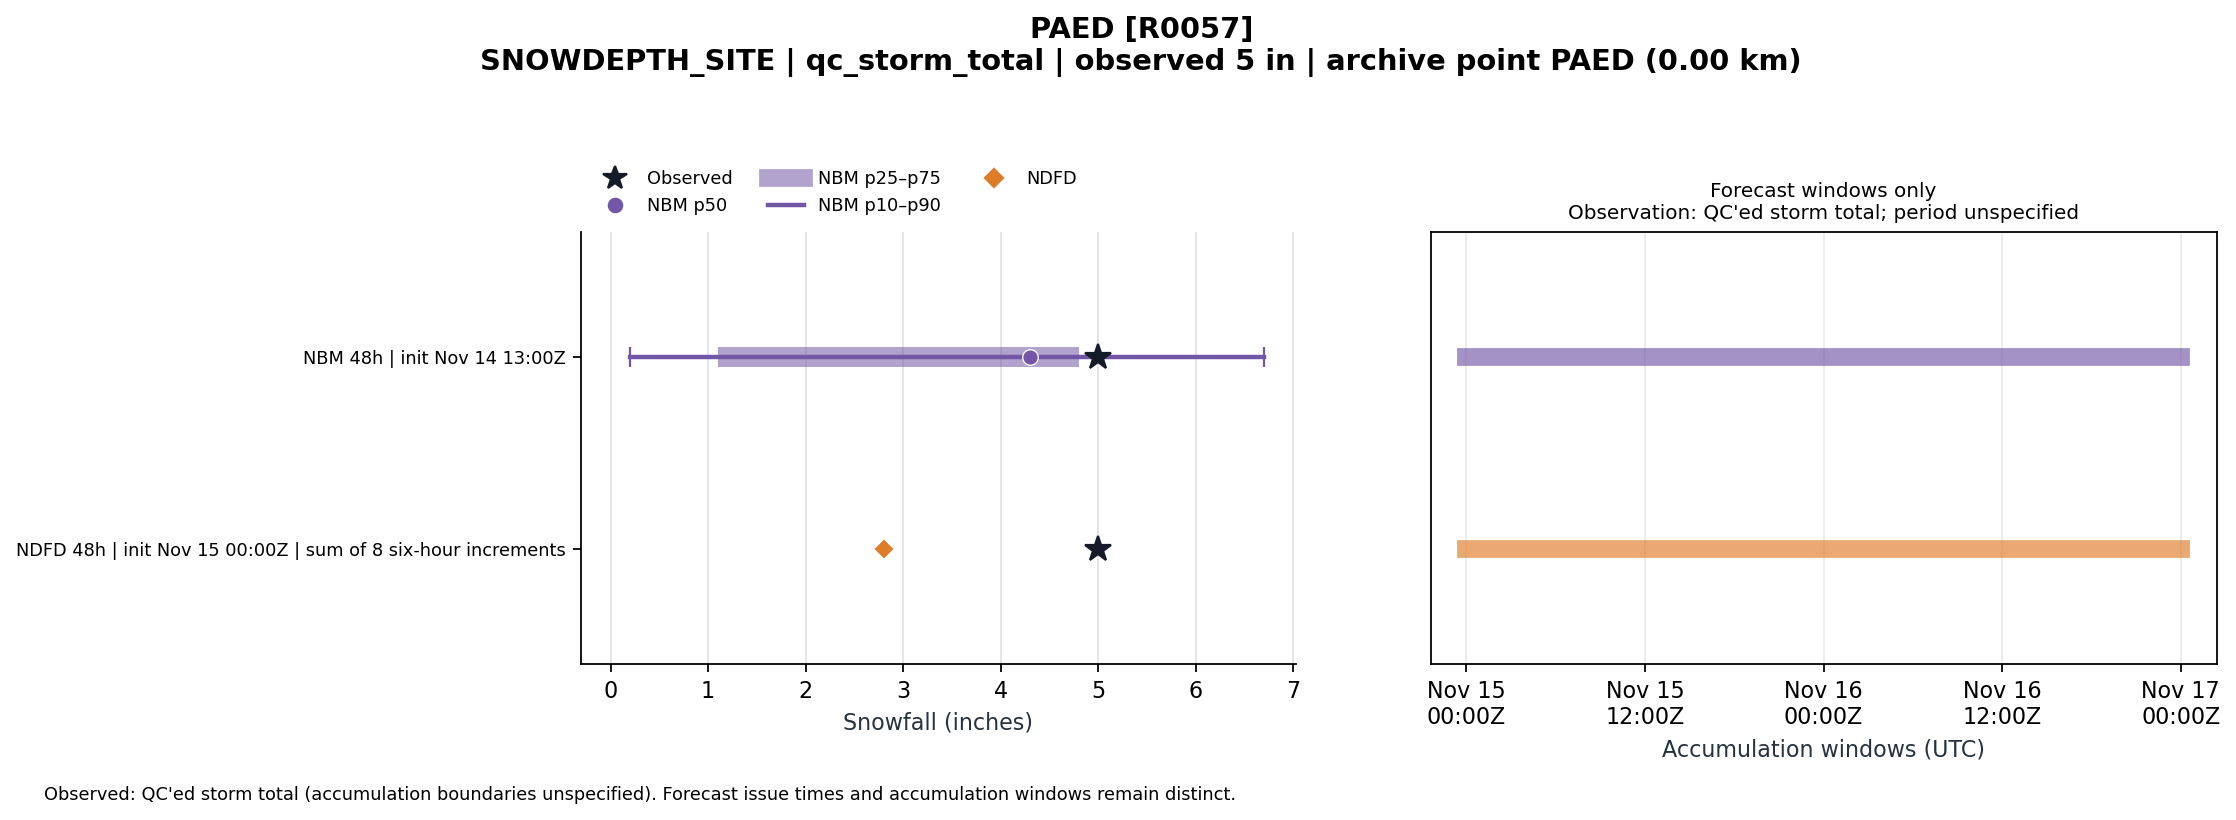 PAED [R0057]
SNOWDEPTH_SITE | qc_storm_total | observed 5 in | archive point PAED (0.00 km)
Observed
NBM p25–p75
NDFD
NBM p50
NBM p10–p90
NBM 48h | init Nov 14 13:00Z
NDFD 48h | init Nov 15 00:00Z | sum of 8 six-hour increments
0 1 2 3 4 5 6 7
Snowfall (inches)
Forecast windows only
Observation: QC'ed storm total; period unspecified
Nov 15 Nov 15 Nov 16 Nov 16 Nov 17
00:00Z 12:00Z 00:00Z 12:00Z 00:00Z
Accumulation windows (UTC)
Observed: QC'ed storm total (accumulation boundaries unspecified). Forecast issue times and accumulation windows remain distinct.